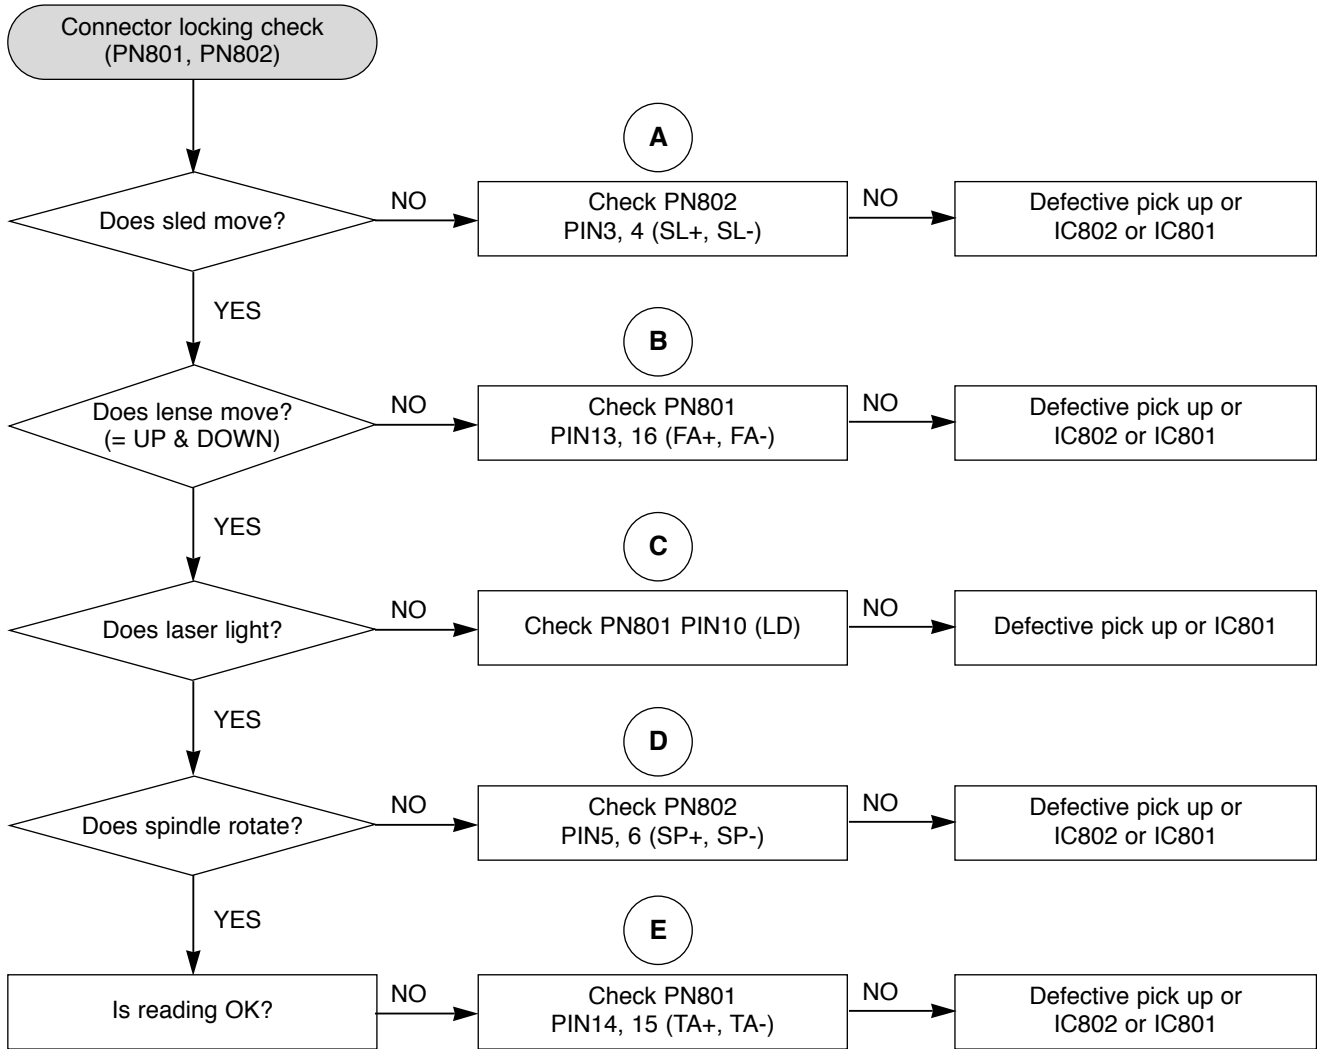 Connector locking check
(PN801, PN802)
A
Does sled move?
NO
Check PN802
PIN3, 4 (SL+, SL-)
NO
Defective pick up or
IC802 or IC801
YES
B
Does lense move?
(= UP & DOWN)
NO
Check PN801
PIN13, 16 (FA+, FA-)
NO
Defective pick up or
IC802 or IC801
YES
C
Does laser light?
NO
Check PN801 PIN10 (LD)
NO
Defective pick up or IC801
YES
D
Does spindle rotate?
NO
Check PN802
PIN5, 6 (SP+, SP-)
NO
Defective pick up or
IC802 or IC801
YES
E
Is reading OK?
NO
Check PN801
PIN14, 15 (TA+, TA-)
NO
Defective pick up or
IC802 or IC801